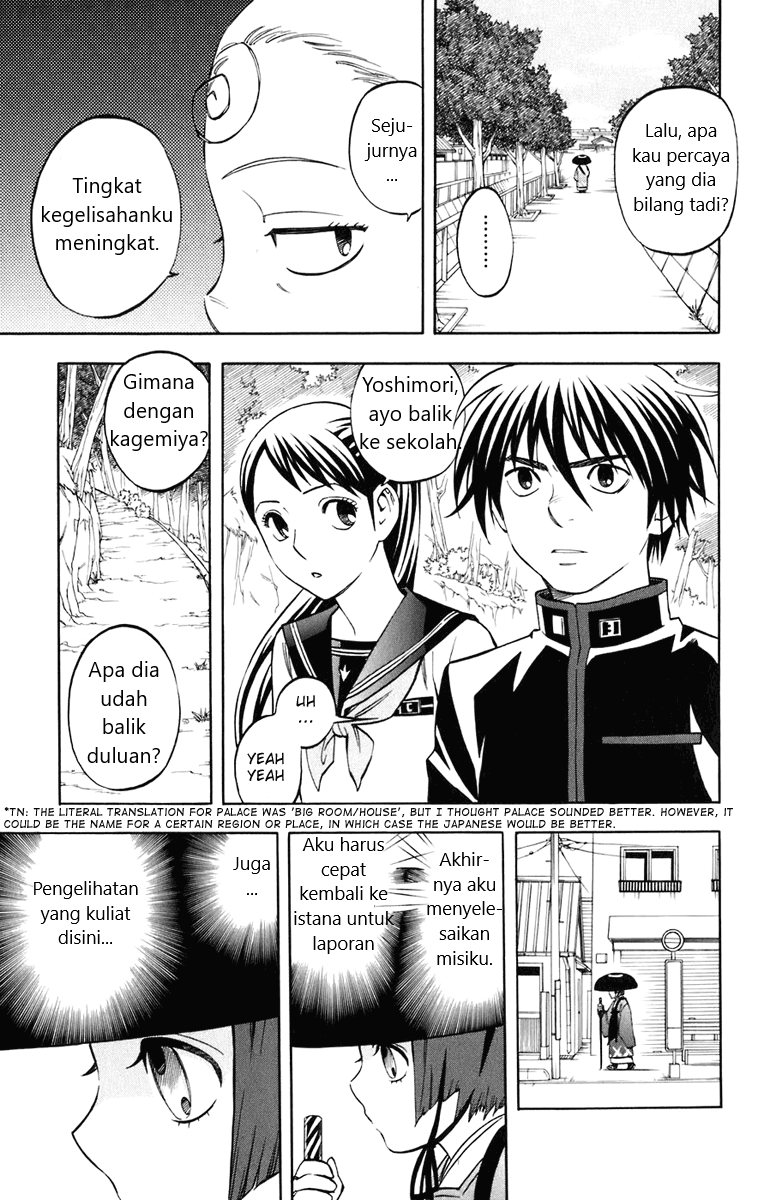 Lalu, apa
kau percaya
yang dia
bilang tadi?
.........
Seju-
jurnya
...
Tingkat
kegelisahanku
meningkat.
Yoshimori,
ayo balik
ke sekolah.
UH
...
YEAH
YEAH
Gimana
dengan
kagemiya?
Apa dia
udah
balik
duluan?
*TN: THE LITERAL TRANSLATION FOR PALACE WAS 'BIG ROOM/HOUSE', BUT I THOUGHT PALACE SOUNDED BETTER. HOWEVER, IT
COULD BE THE NAME FOR A CERTAIN REGION OR PLACE, IN WHICH CASE THE JAPANESE WOULD BE BETTER.
Akhir-
nya aku
menyele-
saikan
misiku.
Aku harus
cepat
kembali ke
istana untuk
laporan
Juga
...
Pengelihatan
yang kuliat
disini...